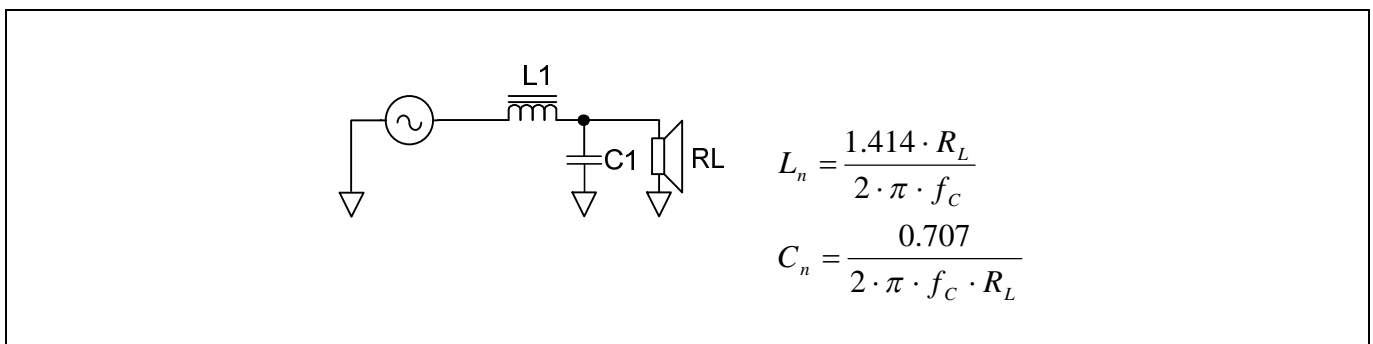 L1
C1
RL
L_n = 1.414 · R_L / 2 · π · f_C
C_n = 0.707 / 2 · π · f_C · R_L